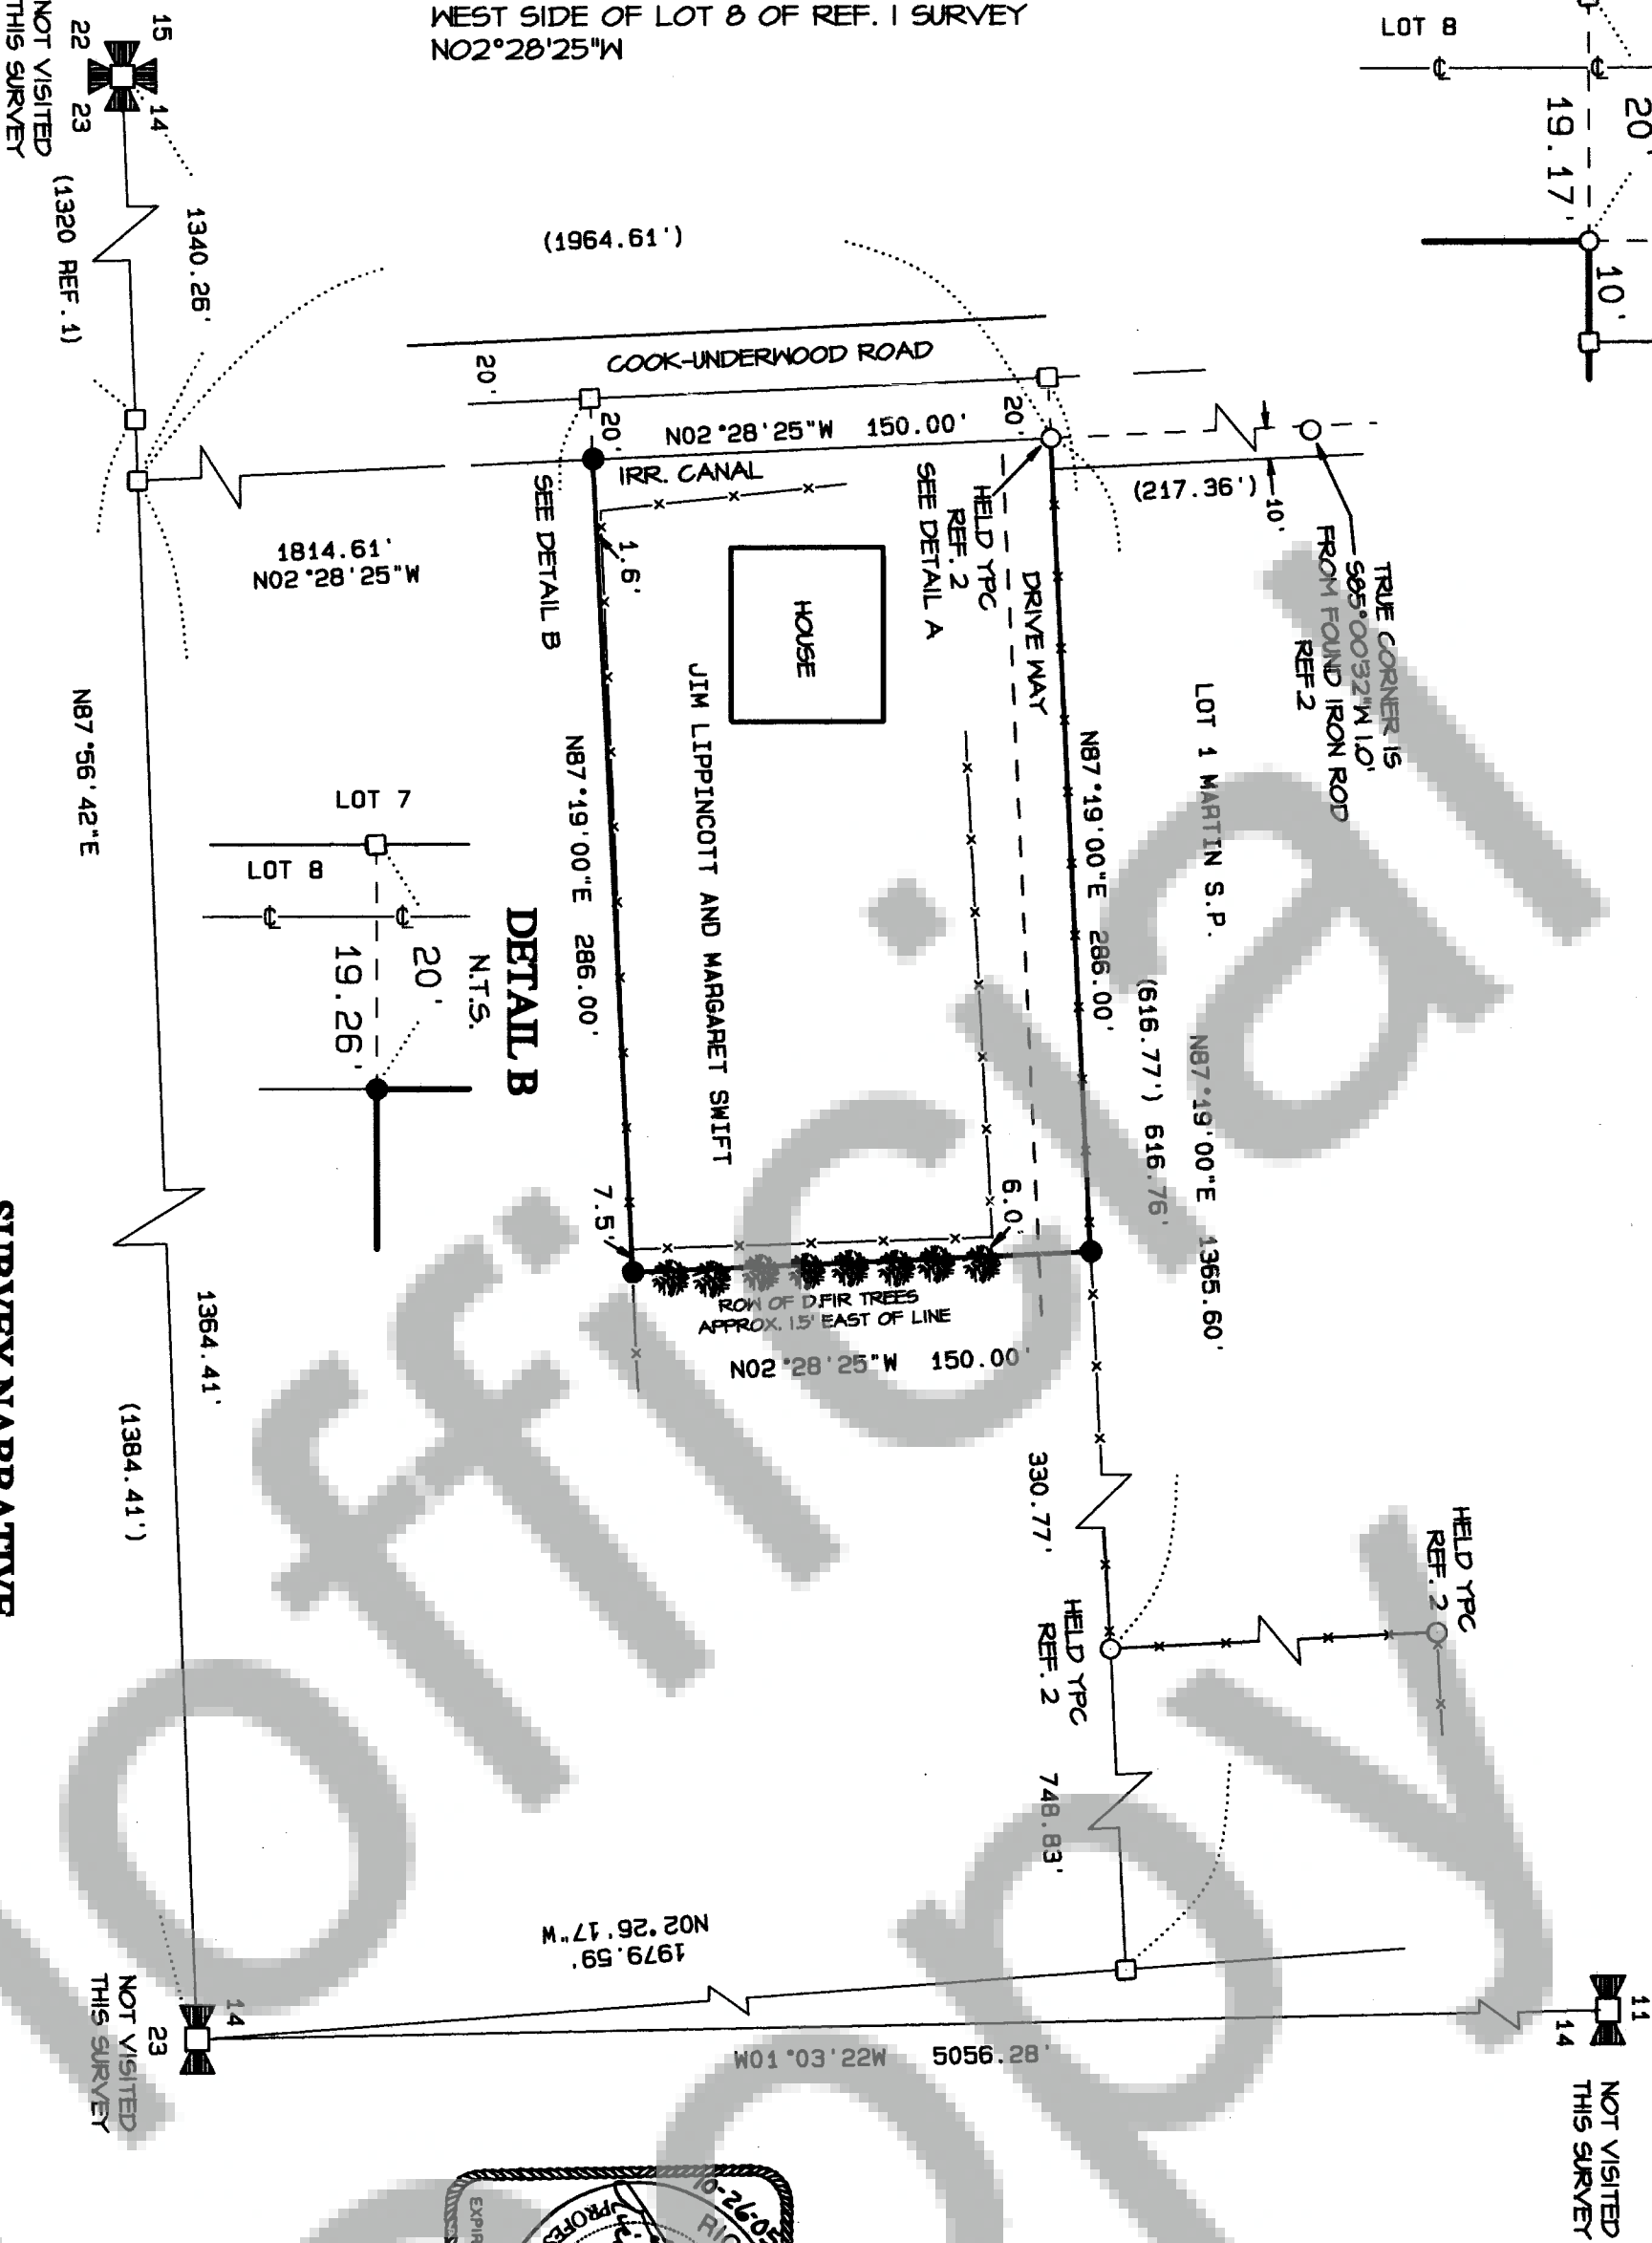 WEST SIDE OF LOT 8 OF REF. 1 SURVEY
N02°28'25"W
LOT 8
20'
19.17'
10'
15
14
22
23
NOT VISITED
THIS SURVEY
(1320 REF.1)
1340.26'
(1964.61')
COOK-UNDERWOOD ROAD
20'
20'
N02°28'25"W 150.00'
20'
IRR. CANAL
SEE DETAIL B
1.6'
HOUSE
SEE DETAIL A
HELD YPC
REF. 2
DRIVE WAY
(217.36')
10'
TRUE CORNER IS
S85°00'32"W 1.0'
FROM FOUND IRON ROD
REF 2
1814.61'
N02°28'25"W
LOT 1 MARTIN S.P.
N87°19'00"E 286.00'
(616.77') 616.76'
N87°19'00"E 1365.60'
JIM LIPPINCOTT AND MARGARET SWIFT
N87°19'00"E 286.00'
N87°56'42"E
LOT 7
LOT 8
20'
19.26'
DETAIL B
N.T.S.
7.5'
6.0'
ROW OF D.FIR TREES
APPROX. 1.5' EAST OF LINE
N02°28'25"W 150.00'
1364.41'
(1384.41')
330.77'
HELD YPC
REF. 2
HELD YPC
REF. 2
748.83'
N02°26'17"W
1979.59'
W01°03'22W 5056.28'
14
23
NOT VISITED
THIS SURVEY
11
14
NOT VISITED
THIS SURVEY
SURVEY NARRATIVE
10-26-05